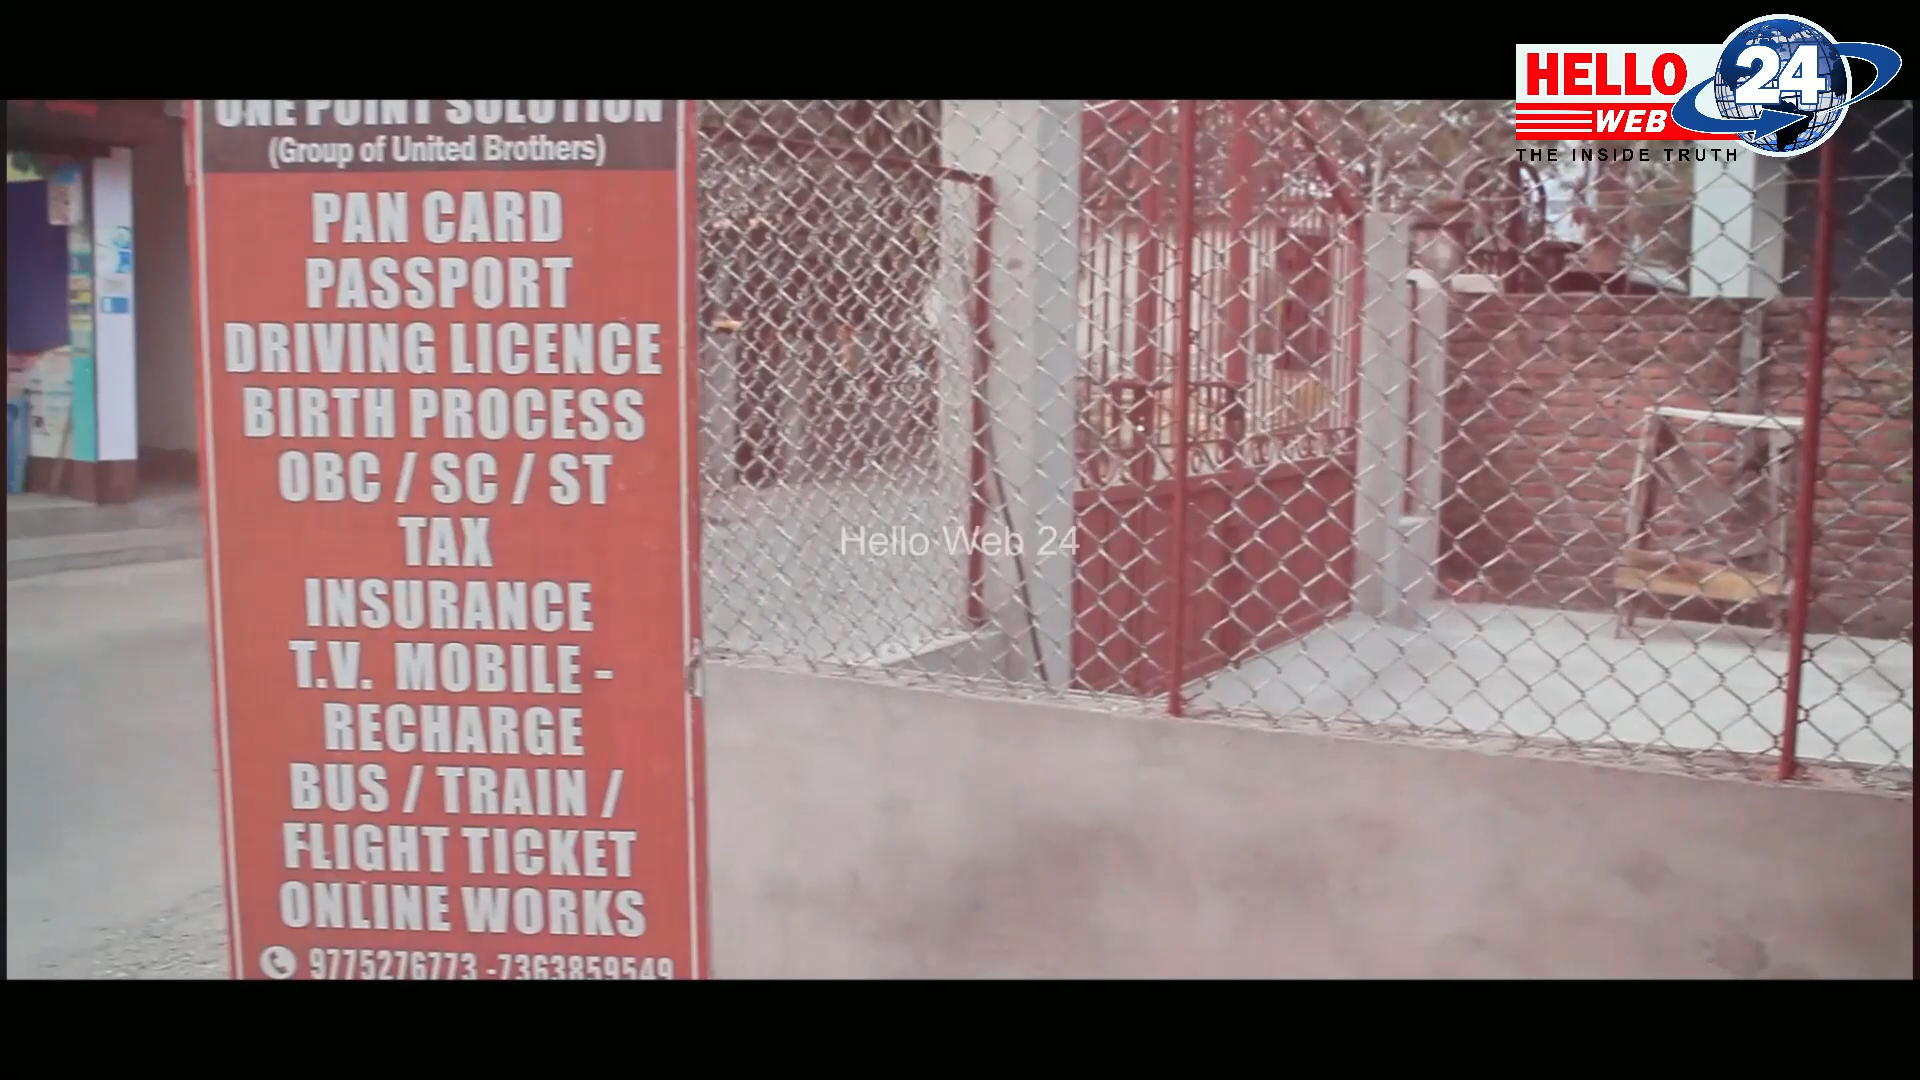 ONE POINT SOLUTION
(Group of United Brothers)
PAN CARD
PASSPORT
DRIVING LICENCE
BIRTH PROCESS
OBC / SC / ST
TAX
INSURANCE
T.V. MOBILE -
RECHARGE
BUS / TRAIN /
FLIGHT TICKET
ONLINE WORKS
9775276773 -7363859549
Hello Web 24
HELLO
WEB
24
THE INSIDE TRUTH